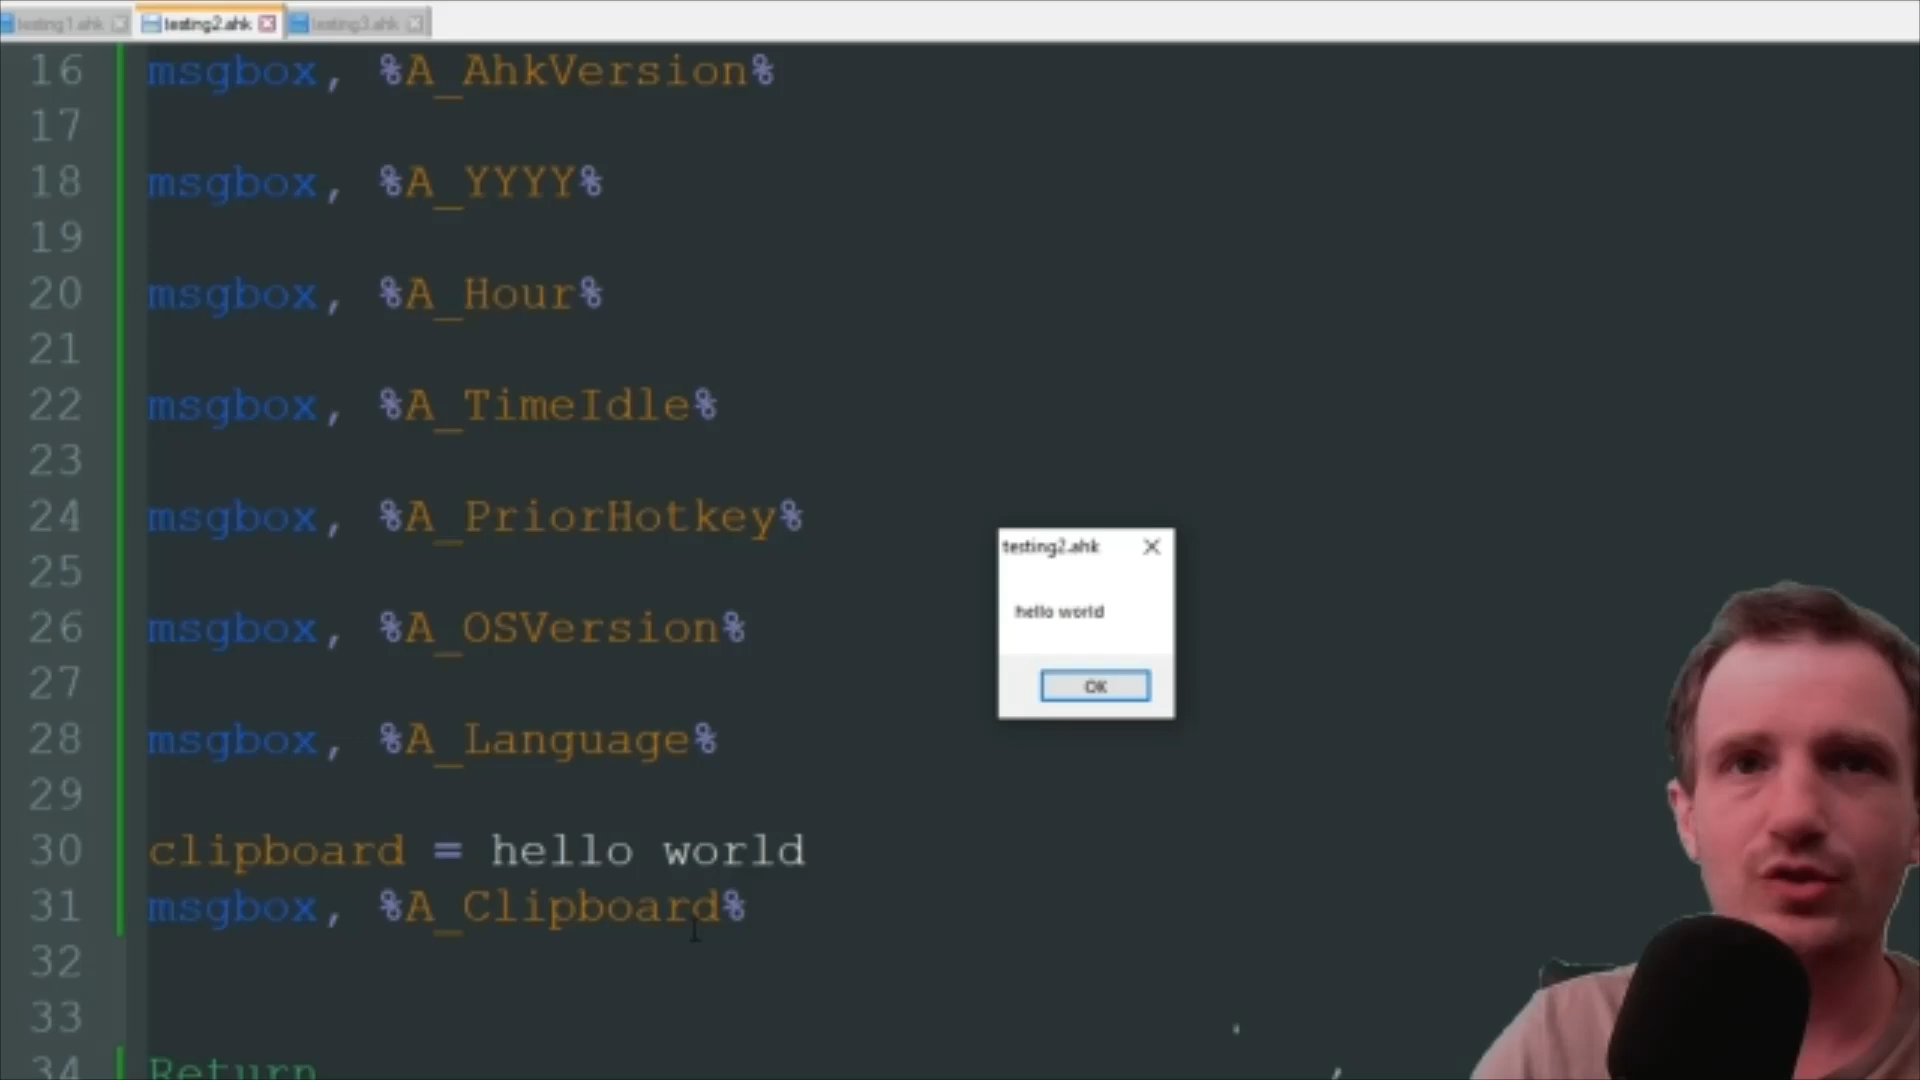 testing1.ahk testing2.ahk testing3.ahk
16 msgbox, %A_AhkVersion%
17
18 msgbox, %A_YYYY%
19
20 msgbox, %A_Hour%
21
22 msgbox, %A_TimeIdle%
23
24 msgbox, %A_PriorHotkey%
25
26 msgbox, %A_OSVersion%
27
28 msgbox, %A_Language%
29
30 clipboard = hello world
31 msgbox, %A_Clipboard%
32
33
34 Return
testing2.ahk
hello world
OK